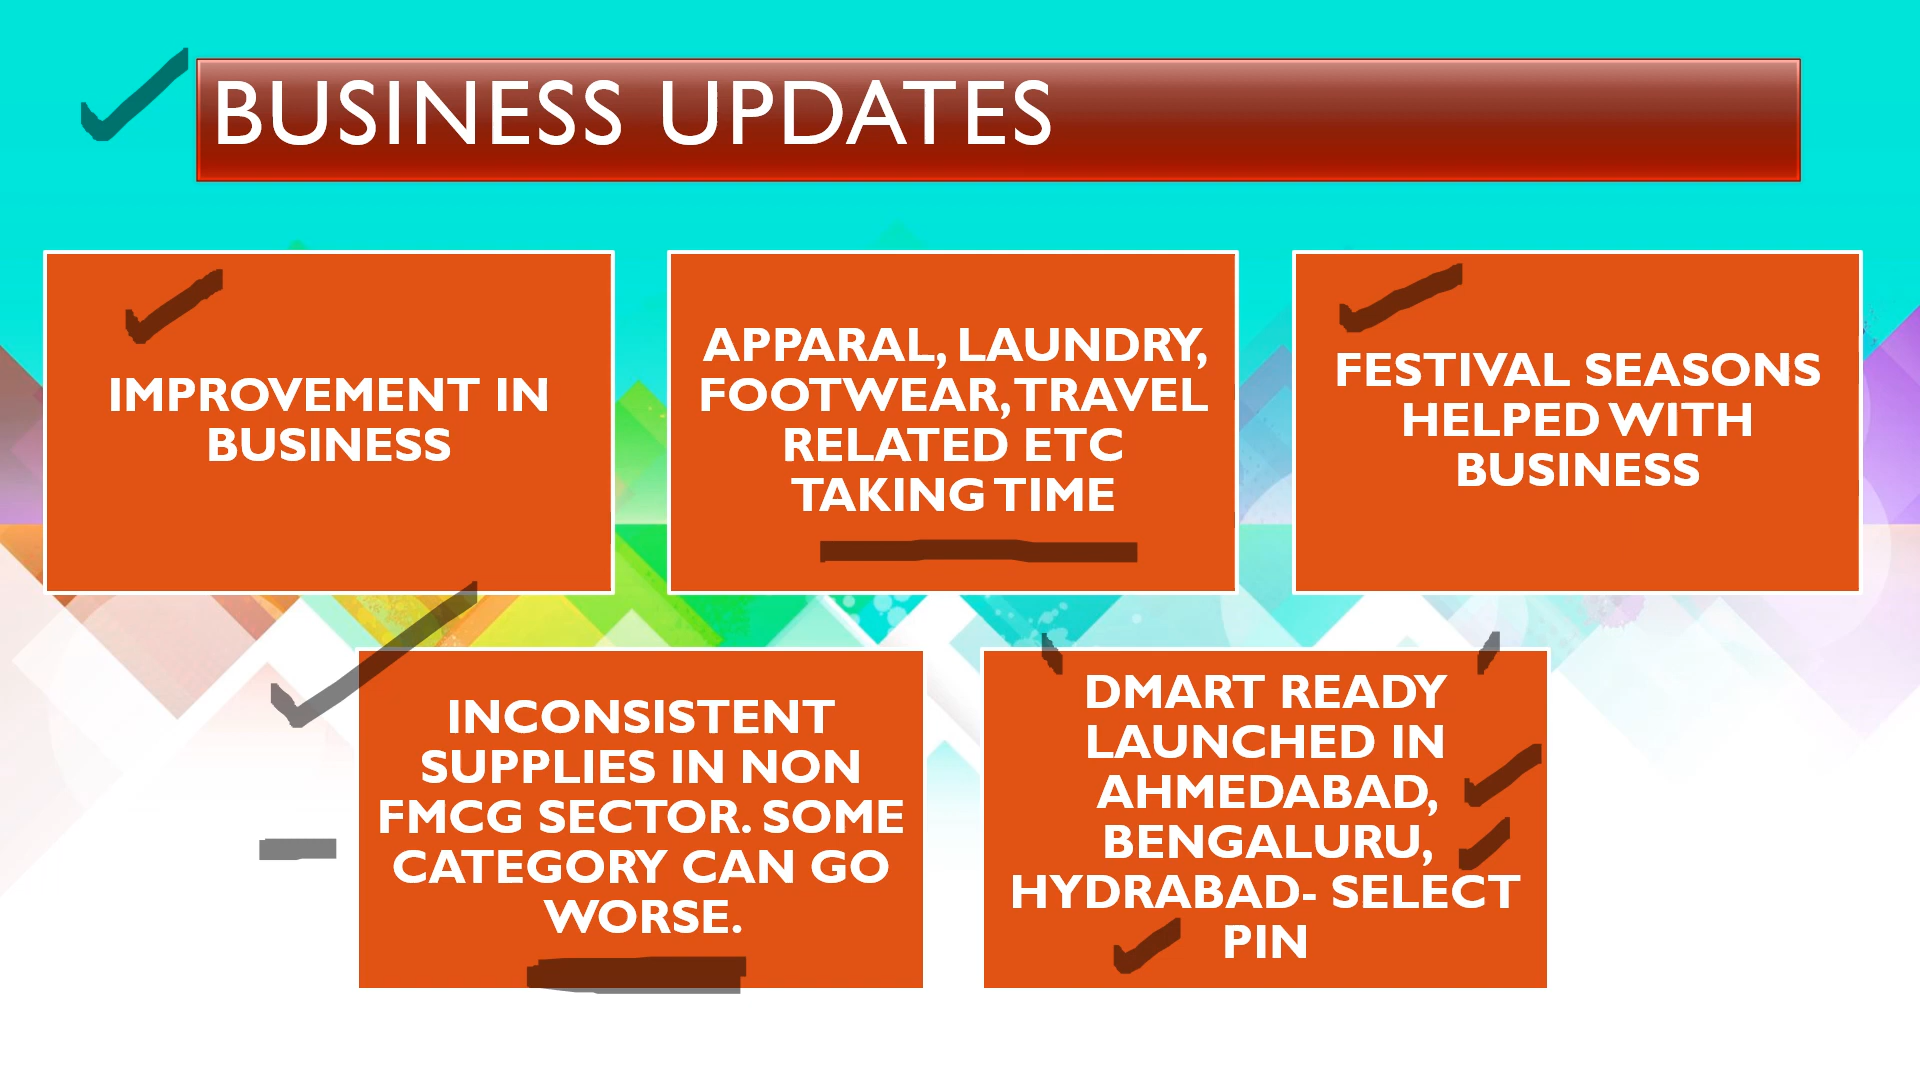 BUSINESS UPDATES
IMPROVEMENT IN
BUSINESS
APPARAL, LAUNDRY,
FOOTWEAR, TRAVEL
RELATED ETC
TAKING TIME
FESTIVAL SEASONS
HELPED WITH
BUSINESS
INCONSISTENT
SUPPLIES IN NON
FMCG SECTOR. SOME
CATEGORY CAN GO
WORSE.
DMART READY
LAUNCHED IN
AHMEDABAD,
BENGALURU,
HYDRABAD- SELECT
PIN